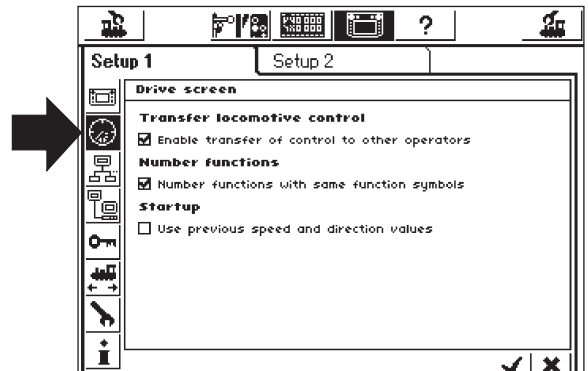 ?
Setup 1
Setup 2
Drive screen
Transfer locomotive control
Enable transfer of control to other operators
Number functions
Number functions with same function symbols
Startup
Use previous speed and direction values
i